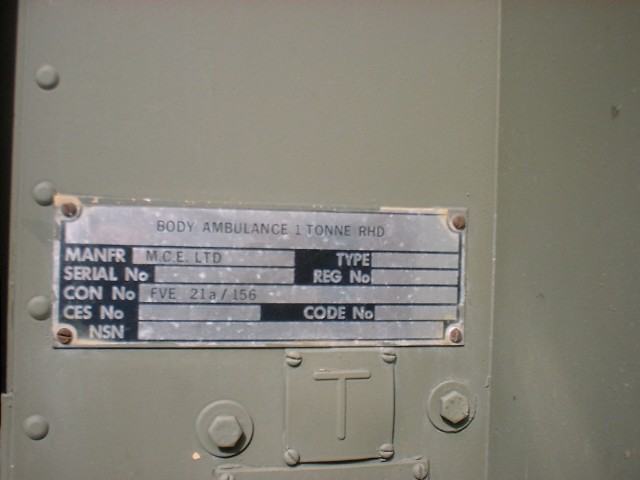 BODY AMBULANCE 1 TONNE RHD
MANFR M.C.E. LTD TYPE
SERIAL No REG No
CON No FVE 21a/156
CES No CODE No
NSN
T